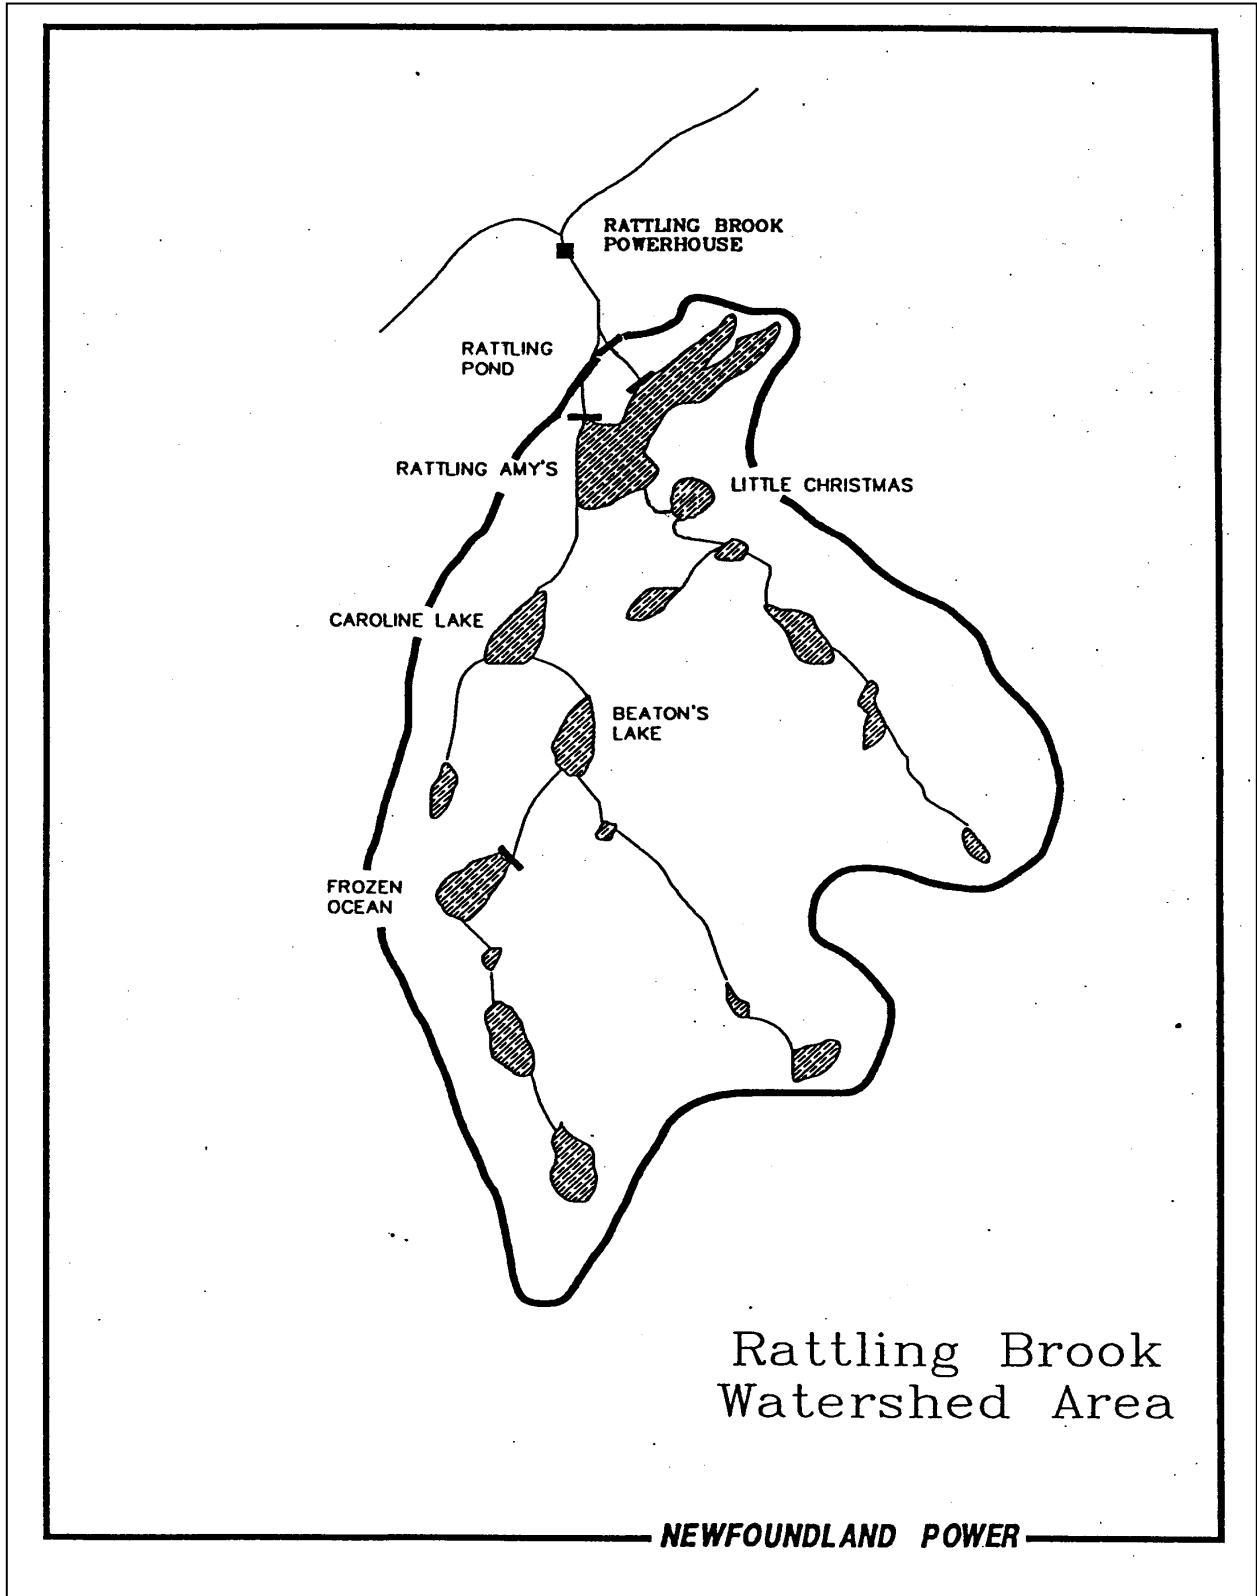 RATTLING BROOK
POWERHOUSE
RATTLING
POND
RATTLING AMY'S
LITTLE CHRISTMAS
CAROLINE LAKE
BEATON'S
LAKE
FROZEN
OCEAN
Rattling Brook
Watershed Area
NEWFOUNDLAND POWER